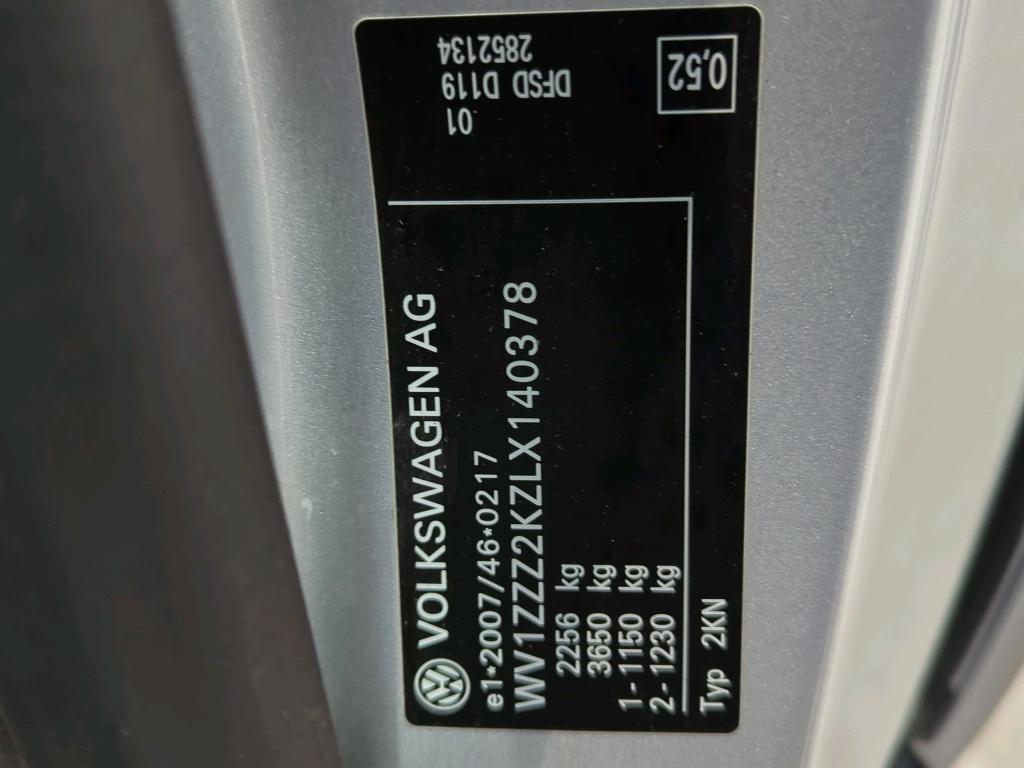 VOLKSWAGEN AG
e1*2007/46*0217
WV1ZZZ2KZLX140378
2256 kg
3650 kg
1-1150 kg
2-1230 kg
Typ 2KN
2852134
DFSD D119
01
0,52